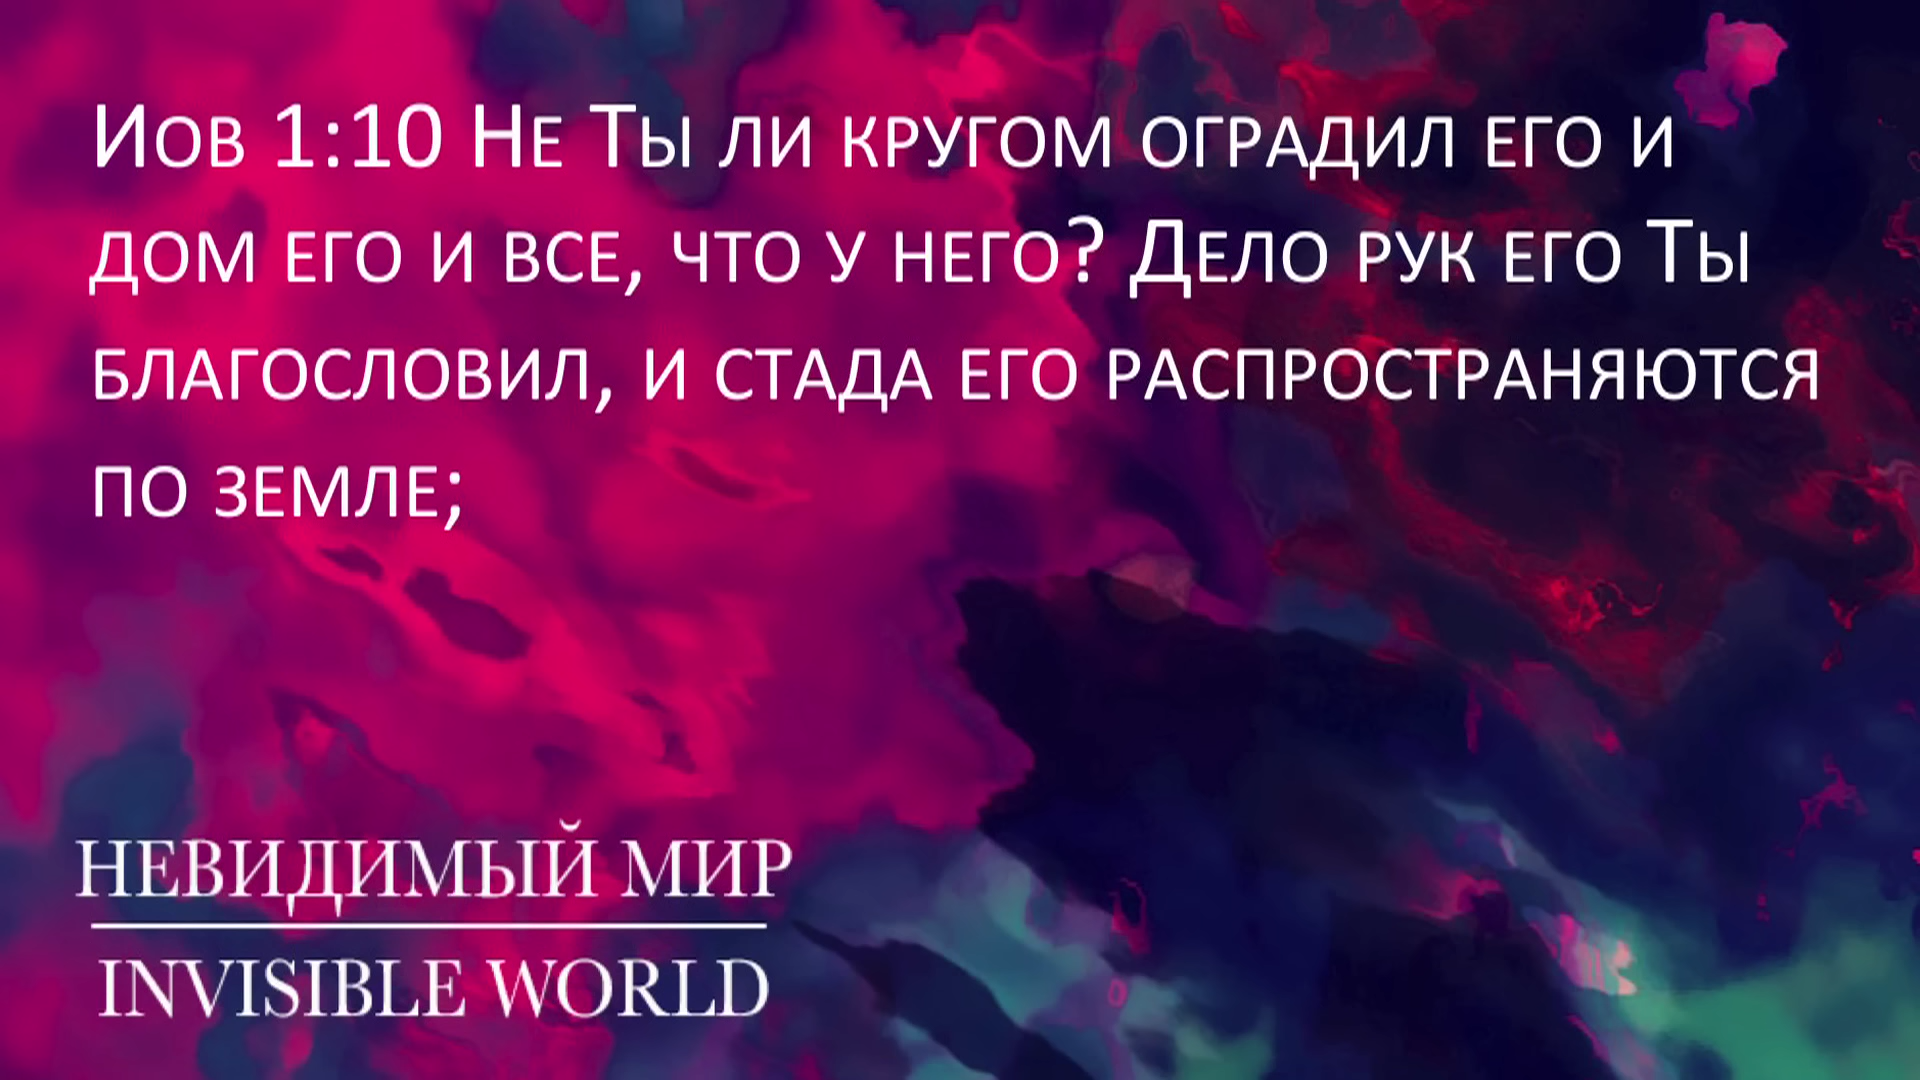 Иов 1:10 Не Ты ли кругом оградил его и
дом его и все, что у него? Дело рук его Ты
благословил, и стада его распространяются
по земле;
НЕВИДИМЫЙ МИР
INVISIBLE WORLD